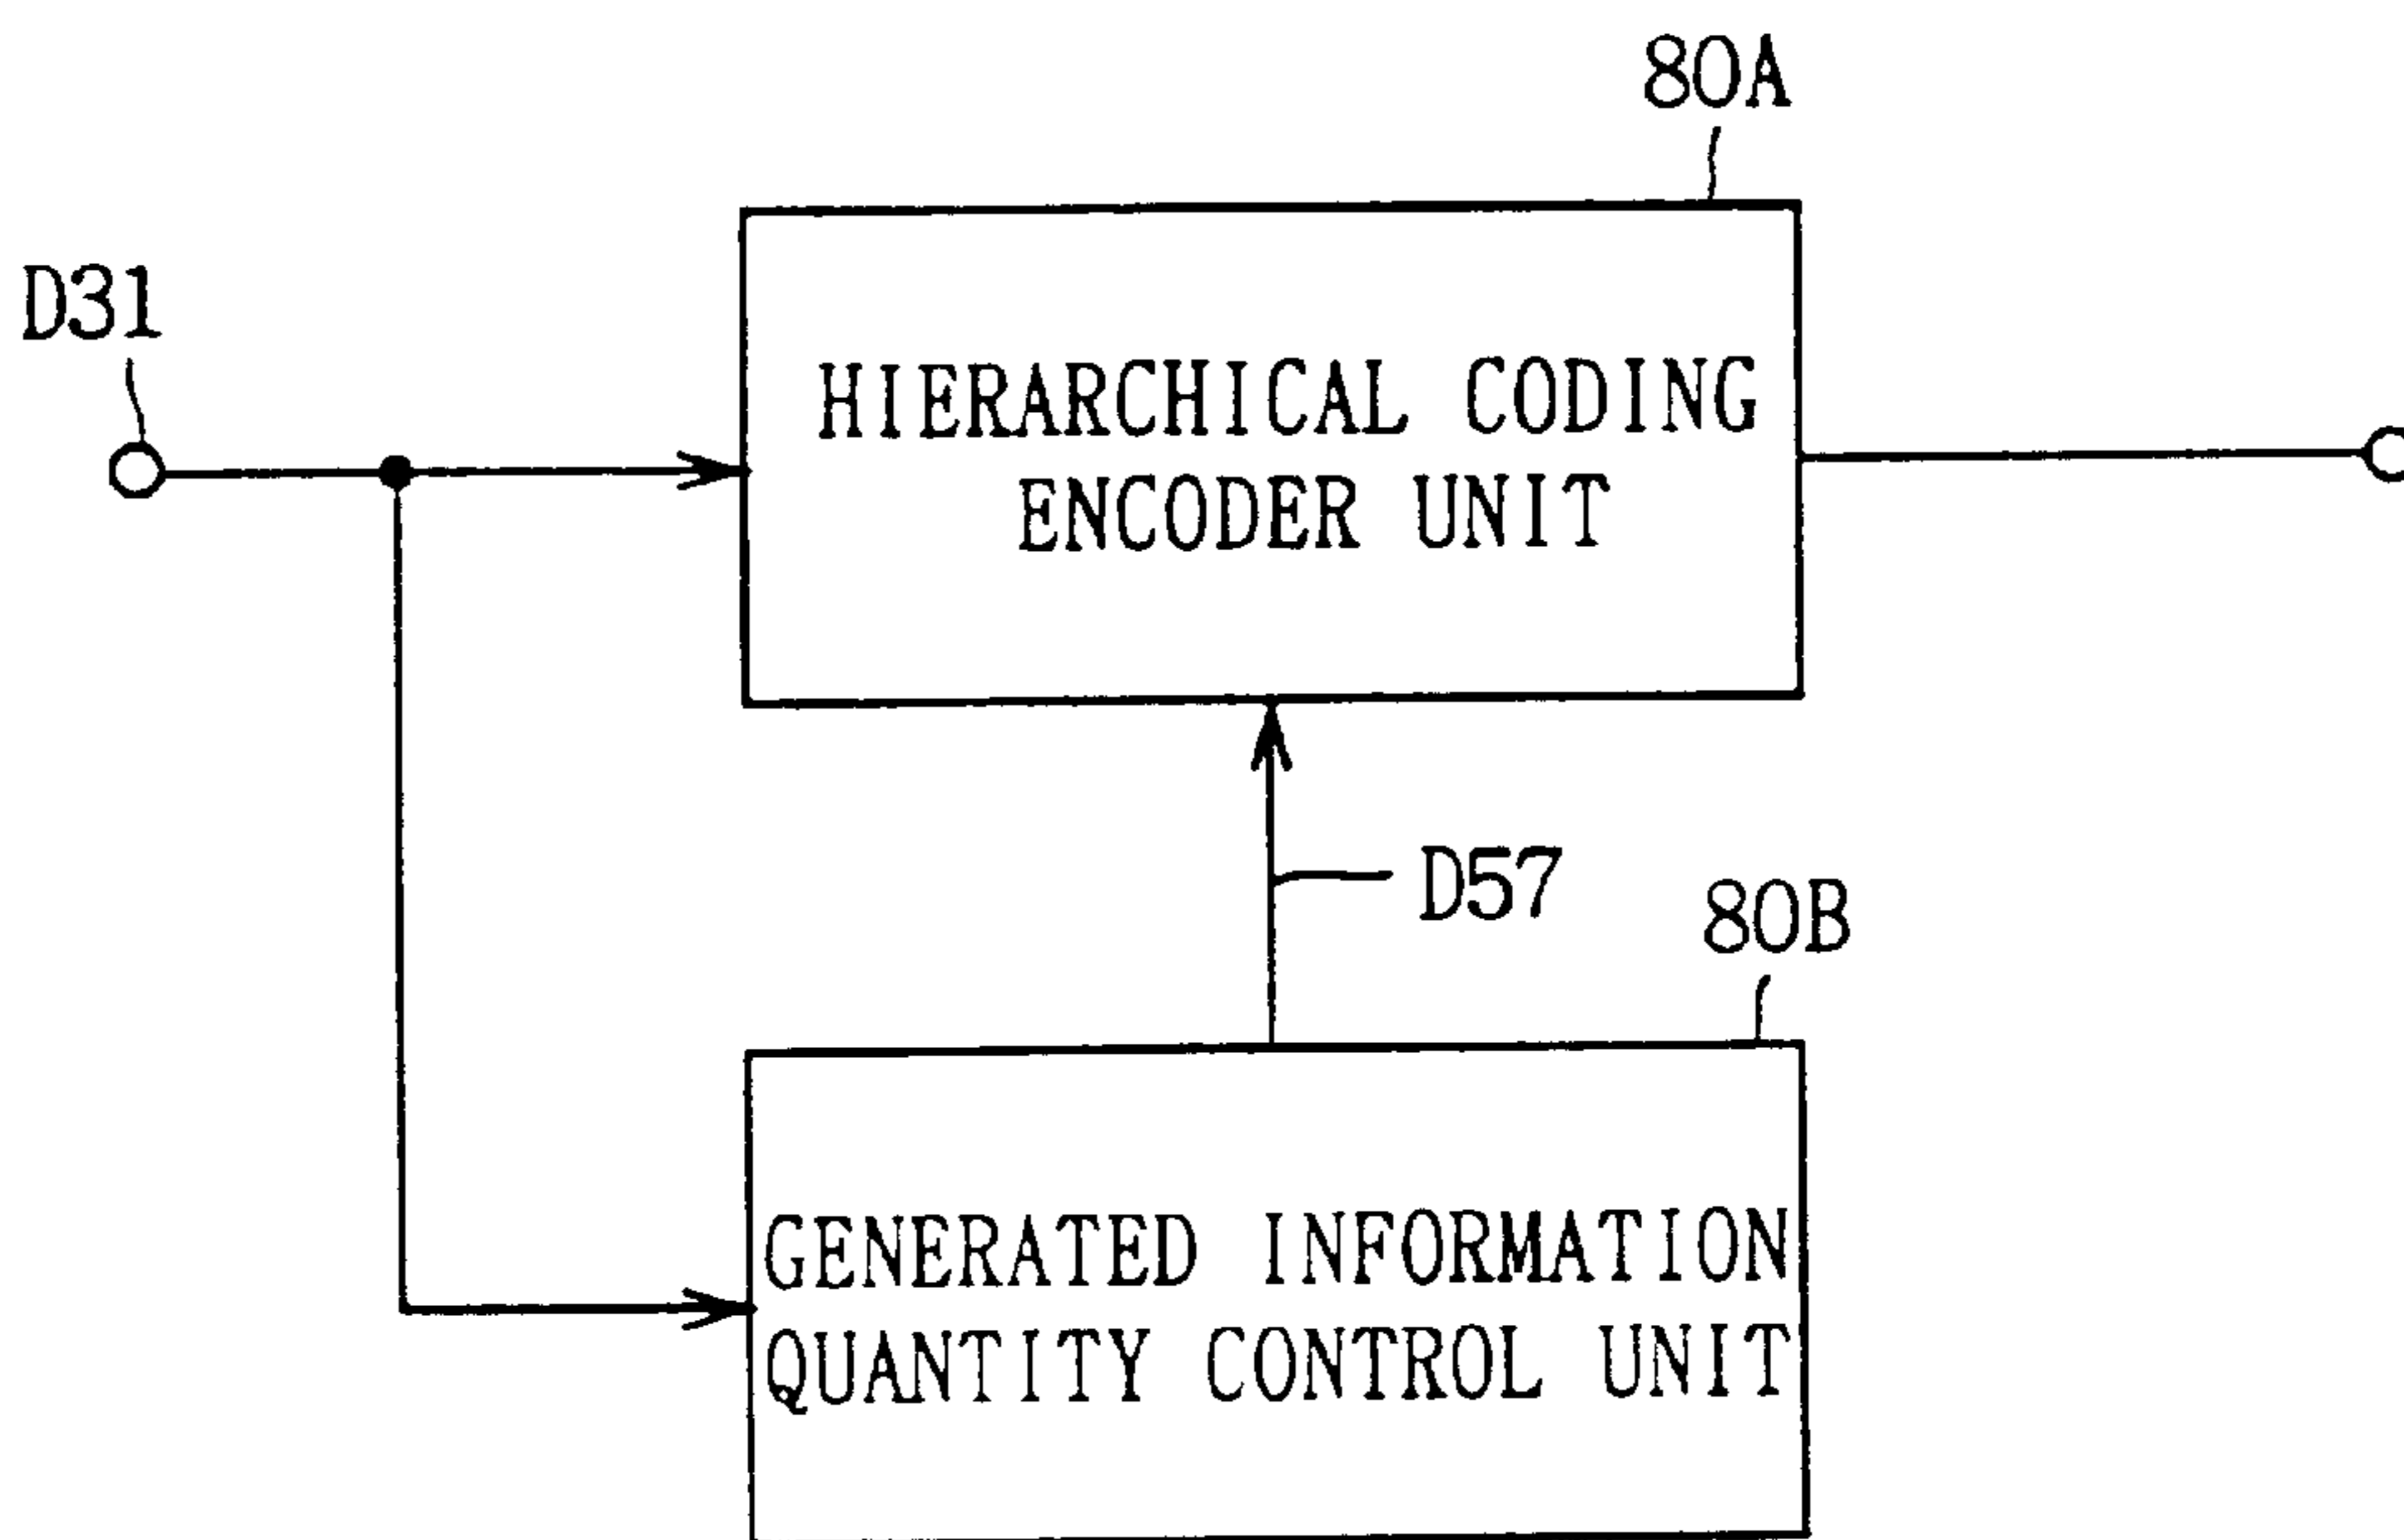 80A
D31
HIERARCHICAL CODING
ENCODER UNIT
D57
80B
GENERATED INFORMATION
QUANTITY CONTROL UNIT